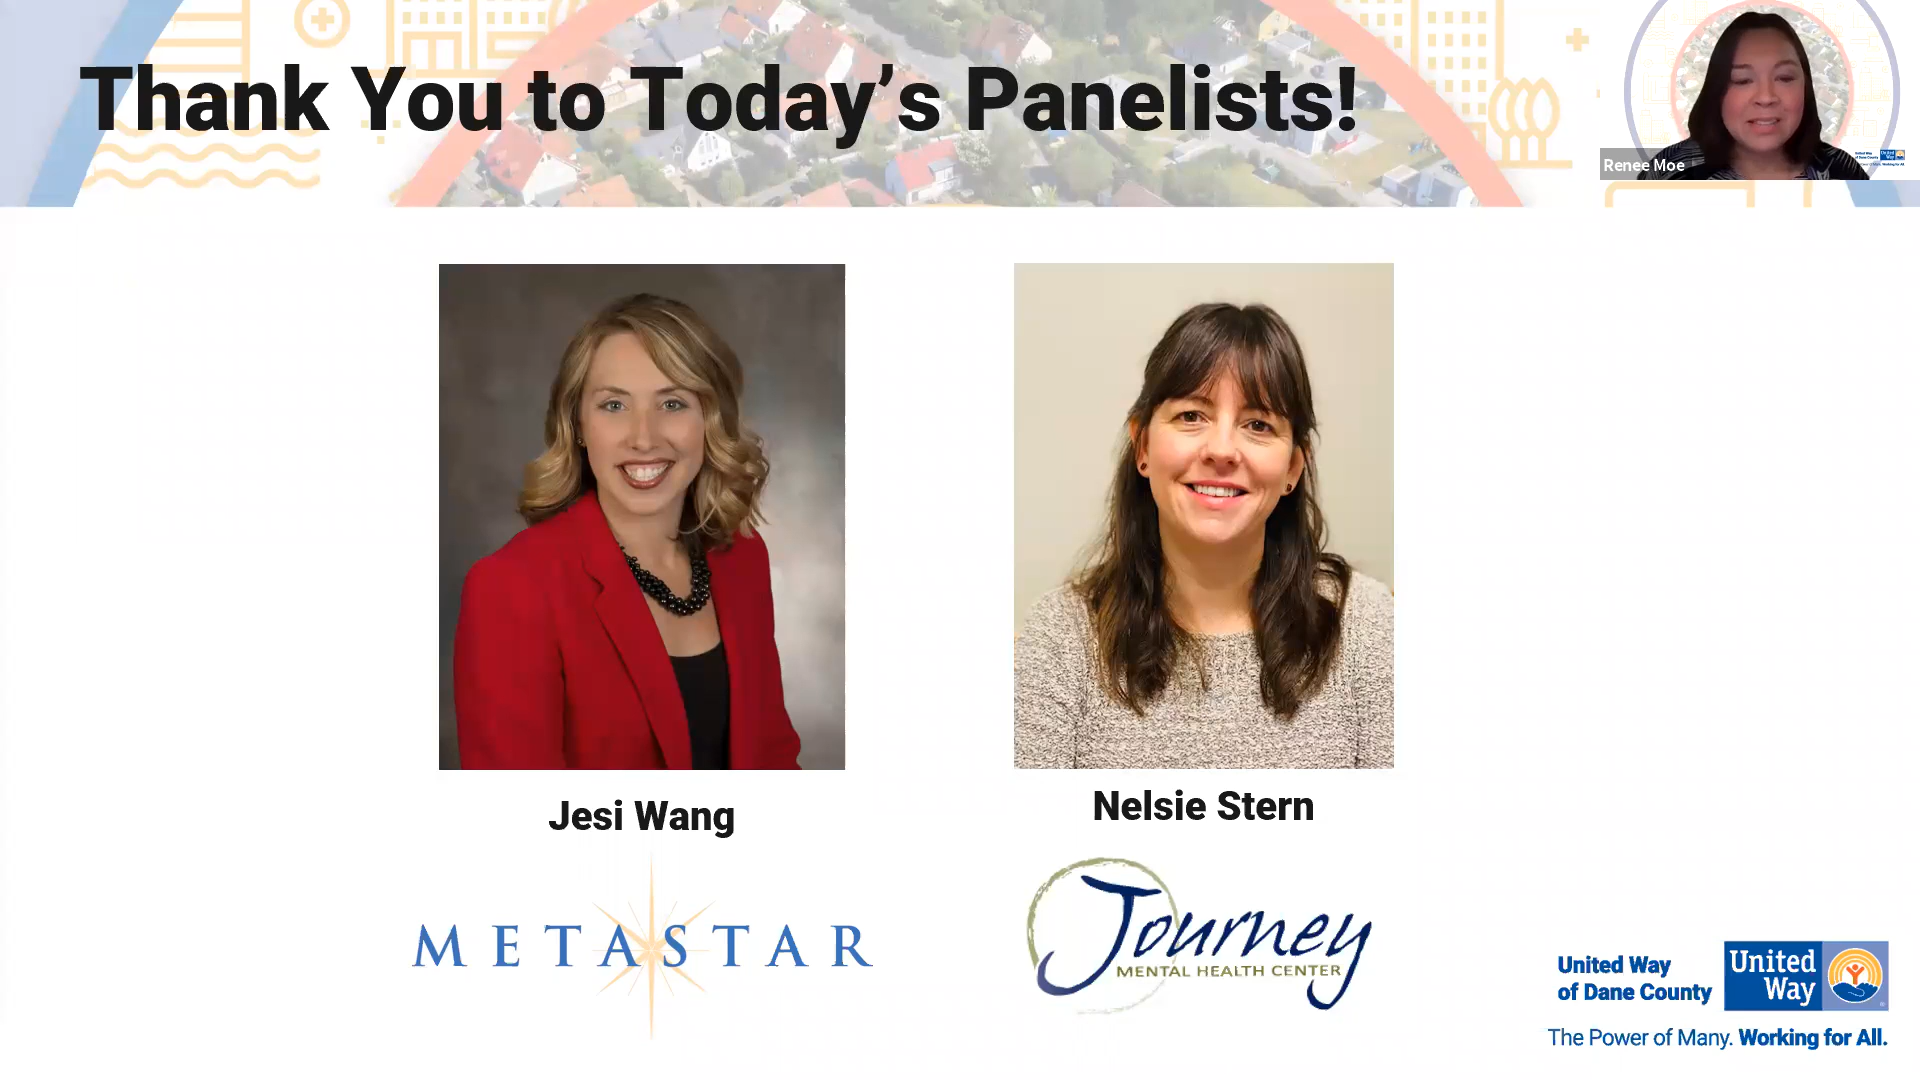 Thank You to Today’s Panelists!
Renee Moe
Jesi Wang
Nelsie Stern
METASTAR
Journey
MENTAL HEALTH CENTER
United Way
of Dane County
United
Way
The Power of Many. Working for All.